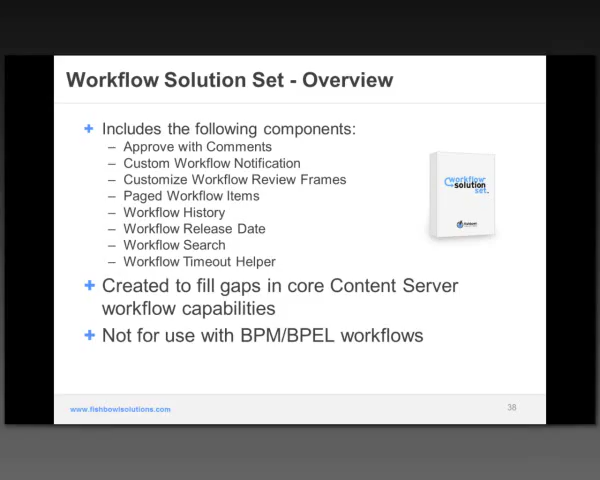 Workflow Solution Set - Overview
+ Includes the following components:
– Approve with Comments
– Custom Workflow Notification
– Customize Workflow Review Frames
– Paged Workflow Items
– Workflow History
– Workflow Release Date
– Workflow Search
– Workflow Timeout Helper
workflow
solution
set
+ Created to fill gaps in core Content Server
workflow capabilities
+ Not for use with BPM/BPEL workflows
www.fishbowlsolutions.com
38